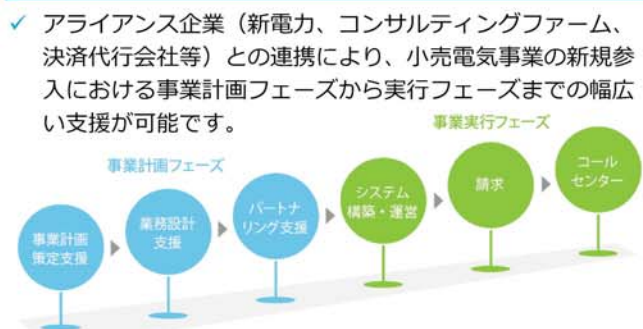 ✓ アライアンス企業（新電力、コンサルティングファーム、
決済代行会社等）との連携により、小売電気事業の新規参
入における事業計画フェーズから実行フェーズまでの幅広
い支援が可能です。
事業計画フェーズ
事業実行フェーズ
事業計画
策定支援
業務設計
支援
パートナ
リング支援
システム
構築・運営
請求
コール
センター